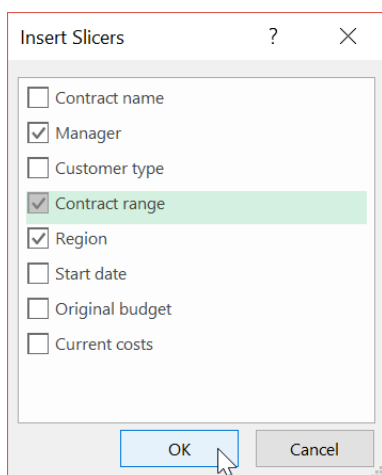 Insert Slicers ?
Contract name
Manager
Customer type
Contract range
Region
Start date
Original budget
Current costs
OK Cancel